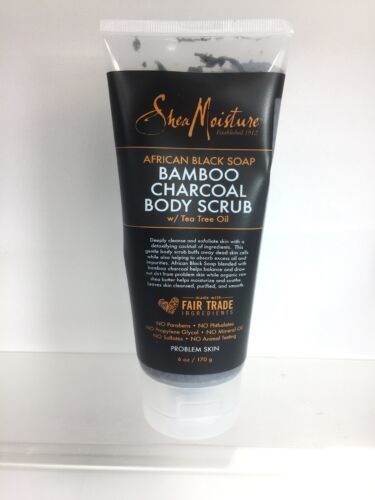 SheaMoisture
Established 1912
AFRICAN BLACK SOAP
BAMBOO
CHARCOAL
BODY SCRUB
w/ Tea Tree Oil
Deeply cleanse and exfoliate skin with a
detoxifying cocktail of ingredients. This
gentle body scrub buffs away dead skin cells
while also helping to absorb excess oil and
impurities. African Black Soap blended with
bamboo charcoal helps balance and draw
out dirt from problem skin while organic raw
shea butter helps moisturize and soothe.
Leaves skin cleansed, purified, and smooth.
MADE WITH
FAIR TRADE
INGREDIENTS
NO Parabens • NO Phthalates
NO Propylene Glycol • NO Mineral Oil
NO Sulfates • NO Animal Testing
PROBLEM SKIN
6 oz / 170 g